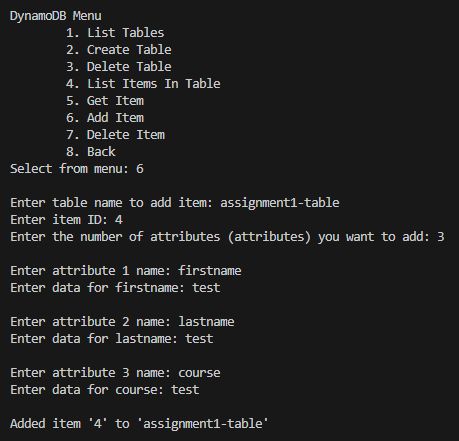 DynamoDB Menu
1. List Tables
2. Create Table
3. Delete Table
4. List Items In Table
5. Get Item
6. Add Item
7. Delete Item
8. Back
Select from menu: 6
Enter table name to add item: assignment1-table
Enter item ID: 4
Enter the number of attributes (attributes) you want to add: 3
Enter attribute 1 name: firstname
Enter data for firstname: test
Enter attribute 2 name: lastname
Enter data for lastname: test
Enter attribute 3 name: course
Enter data for course: test
Added item '4' to 'assignment1-table'